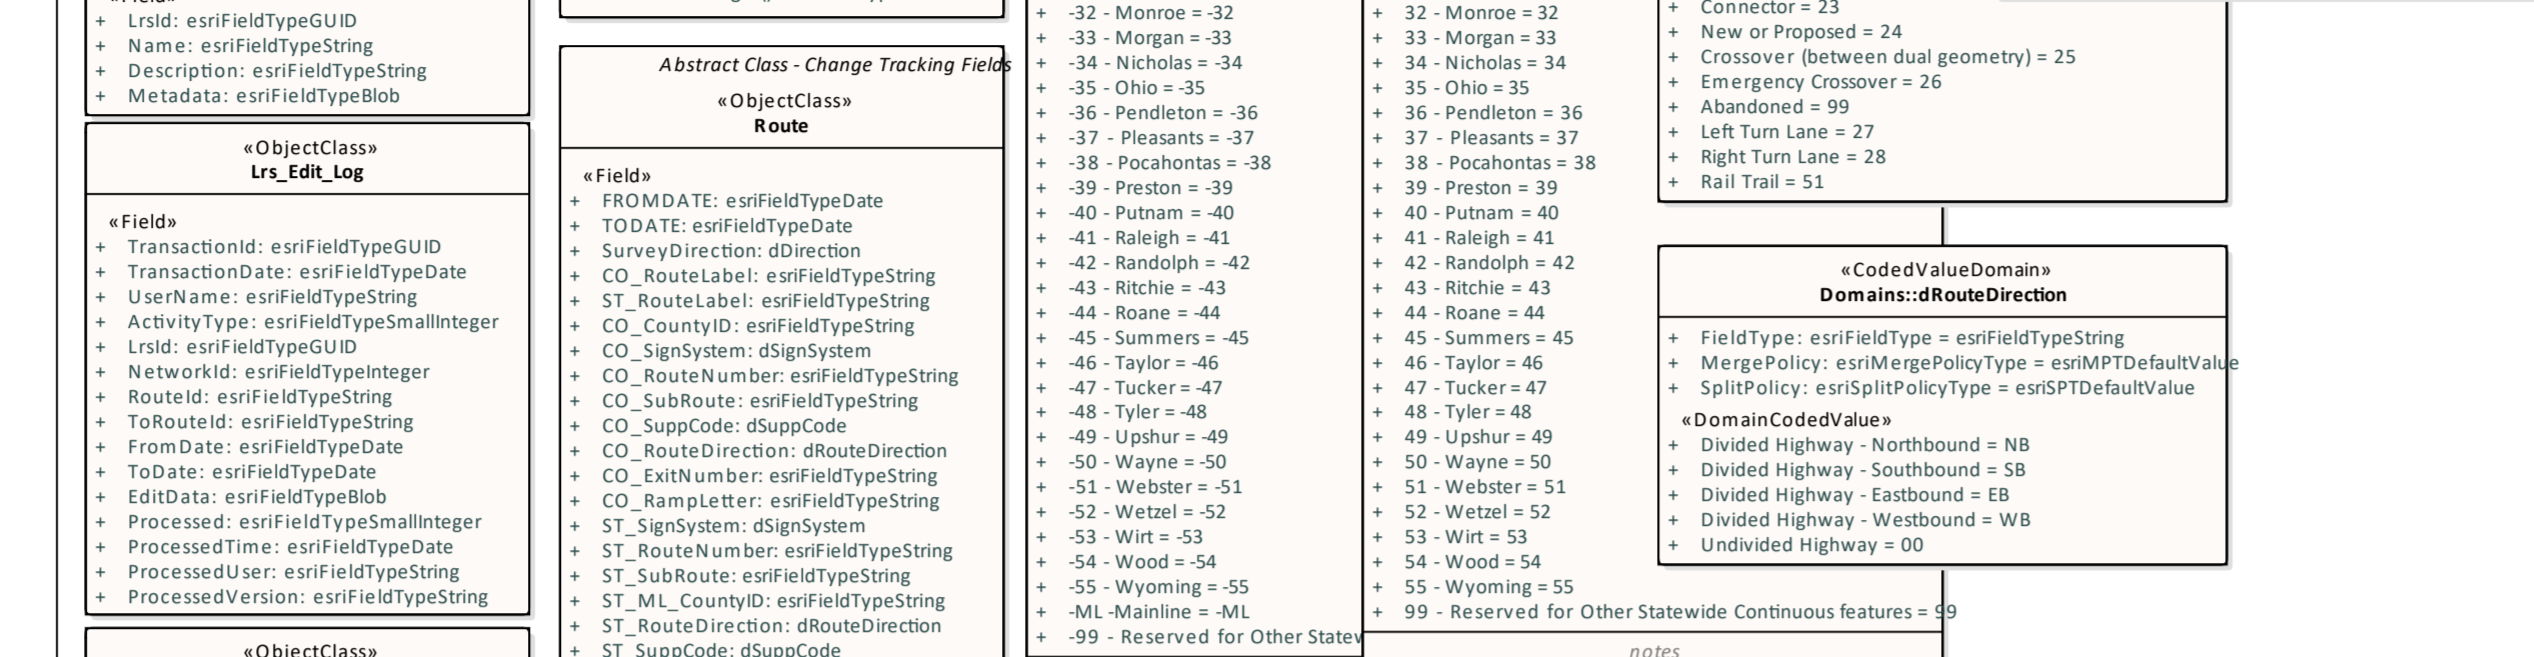 «Field»
+ LrsId: esriFieldTypeGUID
+ Name: esriFieldTypeString
+ Description: esriFieldTypeString
+ Metadata: esriFieldTypeBlob
«ObjectClass»
Lrs_Edit_Log
«Field»
+ TransactionId: esriFieldTypeGUID
+ TransactionDate: esriFieldTypeDate
+ UserName: esriFieldTypeString
+ ActivityType: esriFieldTypeSmallInteger
+ LrsId: esriFieldTypeGUID
+ NetworkId: esriFieldTypeInteger
+ RouteId: esriFieldTypeString
+ ToRouteId: esriFieldTypeString
+ FromDate: esriFieldTypeDate
+ ToDate: esriFieldTypeDate
+ EditData: esriFieldTypeBlob
+ Processed: esriFieldTypeSmallInteger
+ ProcessedTime: esriFieldTypeDate
+ ProcessedUser: esriFieldTypeString
+ ProcessedVersion: esriFieldTypeString
«ObjectClass»
Abstract Class - Change Tracking Fields
«ObjectClass»
Route
«Field»
+ FROMDATE: esriFieldTypeDate
+ TODATE: esriFieldTypeDate
+ SurveyDirection: dDirection
+ CO_RouteLabel: esriFieldTypeString
+ ST_RouteLabel: esriFieldTypeString
+ CO_CountyID: esriFieldTypeString
+ CO_SignSystem: dSignSystem
+ CO_RouteNumber: esriFieldTypeString
+ CO_SubRoute: esriFieldTypeString
+ CO_SuppCode: dSuppCode
+ CO_RouteDirection: dRouteDirection
+ CO_ExitNumber: esriFieldTypeString
+ CO_RampLetter: esriFieldTypeString
+ ST_SignSystem: dSignSystem
+ ST_RouteNumber: esriFieldTypeString
+ ST_SubRoute: esriFieldTypeString
+ ST_ML_CountyID: esriFieldTypeString
+ ST_RouteDirection: dRouteDirection
+ ST_SuppCode: dSuppCode
+ -32 - Monroe = -32
+ -33 - Morgan = -33
+ -34 - Nicholas = -34
+ -35 - Ohio = -35
+ -36 - Pendleton = -36
+ -37 - Pleasants = -37
+ -38 - Pocahontas = -38
+ -39 - Preston = -39
+ -40 - Putnam = -40
+ -41 - Raleigh = -41
+ -42 - Randolph = -42
+ -43 - Ritchie = -43
+ -44 - Roane = -44
+ -45 - Summers = -45
+ -46 - Taylor = -46
+ -47 - Tucker = -47
+ -48 - Tyler = -48
+ -49 - Upshur = -49
+ -50 - Wayne = -50
+ -51 - Webster = -51
+ -52 - Wetzel = -52
+ -53 - Wirt = -53
+ -54 - Wood = -54
+ -55 - Wyoming = -55
+ -ML -Mainline = -ML
+ -99 - Reserved for Other Statew
+ 32 - Monroe = 32
+ 33 - Morgan = 33
+ 34 - Nicholas = 34
+ 35 - Ohio = 35
+ 36 - Pendleton = 36
+ 37 - Pleasants = 37
+ 38 - Pocahontas = 38
+ 39 - Preston = 39
+ 40 - Putnam = 40
+ 41 - Raleigh = 41
+ 42 - Randolph = 42
+ 43 - Ritchie = 43
+ 44 - Roane = 44
+ 45 - Summers = 45
+ 46 - Taylor = 46
+ 47 - Tucker = 47
+ 48 - Tyler = 48
+ 49 - Upshur = 49
+ 50 - Wayne = 50
+ 51 - Webster = 51
+ 52 - Wetzel = 52
+ 53 - Wirt = 53
+ 54 - Wood = 54
+ 55 - Wyoming = 55
+ 99 - Reserved for Other Statewide Continuous features = 99
notes
+ Connector = 23
+ New or Proposed = 24
+ Crossover (between dual geometry) = 25
+ Emergency Crossover = 26
+ Abandoned = 99
+ Left Turn Lane = 27
+ Right Turn Lane = 28
+ Rail Trail = 51
«CodedValueDomain»
Domains::dRouteDirection
+ FieldType: esriFieldType = esriFieldTypeString
+ MergePolicy: esriMergePolicyType = esriMPTDefaultValue
+ SplitPolicy: esriSplitPolicyType = esriSPTDefaultValue
«DomainCodedValue»
+ Divided Highway - Northbound = NB
+ Divided Highway - Southbound = SB
+ Divided Highway - Eastbound = EB
+ Divided Highway - Westbound = WB
+ Undivided Highway = 00